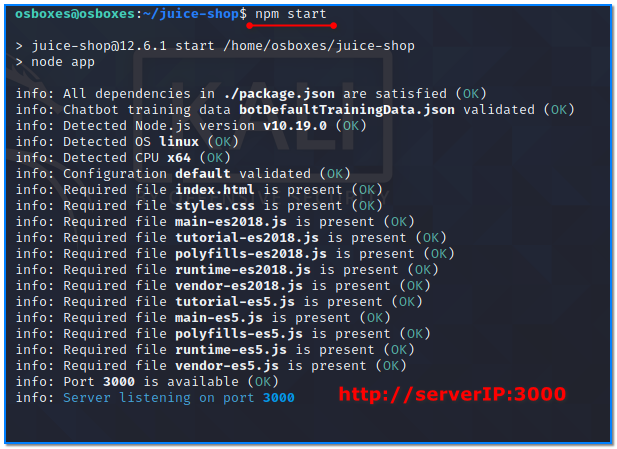 osboxes@osboxes:~/juice-shop$ npm start
> juice-shop@12.6.1 start /home/osboxes/juice-shop
> node app
info: All dependencies in ./package.json are satisfied (OK)
info: Chatbot training data botDefaultTrainingData.json validated (OK)
info: Detected Node.js version v10.19.0 (OK)
info: Detected OS linux (OK)
info: Detected CPU x64 (OK)
info: Configuration default validated (OK)
info: Required file index.html is present (OK)
info: Required file styles.css is present (OK)
info: Required file main-es2018.js is present (OK)
info: Required file tutorial-es2018.js is present (OK)
info: Required file polyfills-es2018.js is present (OK)
info: Required file runtime-es2018.js is present (OK)
info: Required file vendor-es2018.js is present (OK)
info: Required file tutorial-es5.js is present (OK)
info: Required file main-es5.js is present (OK)
info: Required file polyfills-es5.js is present (OK)
info: Required file runtime-es5.js is present (OK)
info: Required file vendor-es5.js is present (OK)
info: Port 3000 is available (OK)
info: Server listening on port 3000
http://serverIP:3000
KALI
OFFENSIVE SECURITY